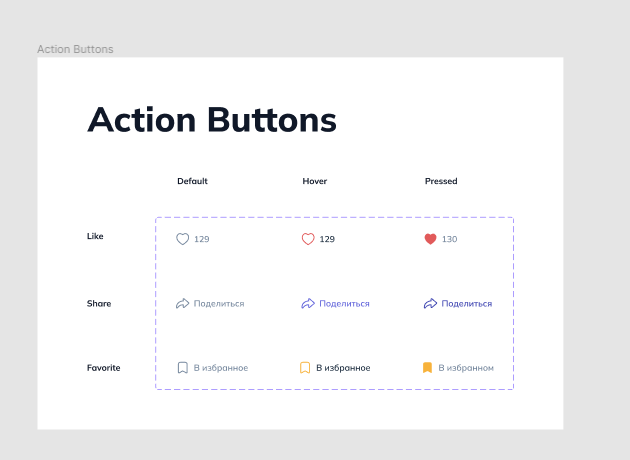 Action Buttons
Action Buttons
Default Hover Pressed
Like 129 129 130
Share Поделиться Поделиться Поделиться
Favorite В избранное В избранное В избранном